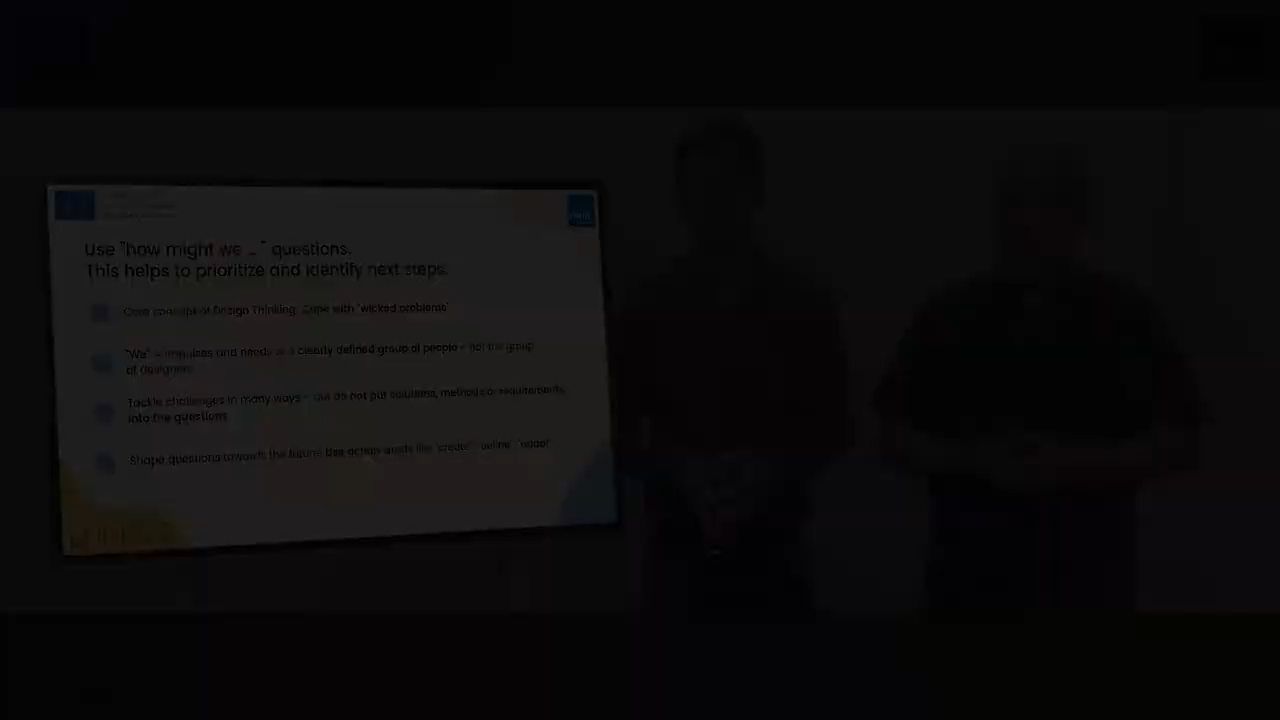 Use "how might we ..." questions.
This helps to prioritize and identify next steps.
Core concept of Design Thinking: Cope with "wicked problems"
"We" = impulses and needs of a clearly defined group of people - not the group
of designers
Tackle challenges in many ways - but do not put solutions, methods or requirements
into the questions
Shape questions towards the future: Use action words like "create", "define", "adapt"